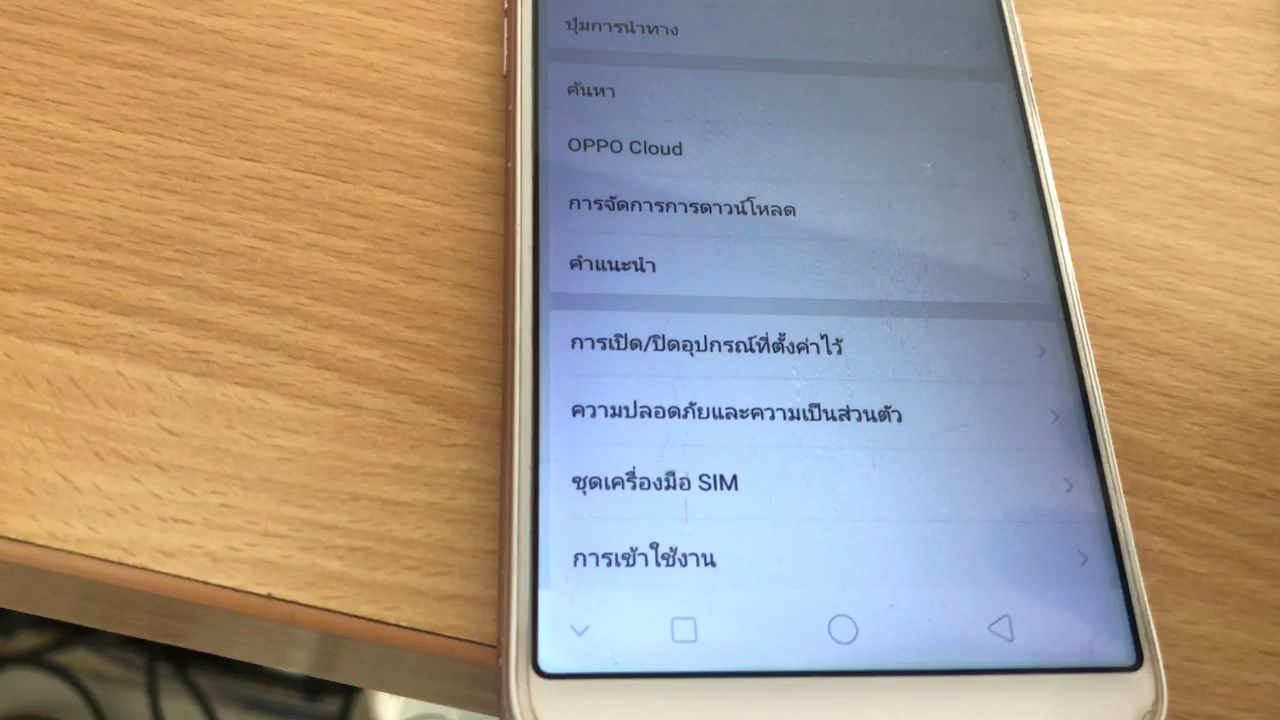 ปุ่มการนำทาง
ค้นหา
OPPO Cloud
การจัดการการดาวน์โหลด
คำแนะนำ
การเปิด/ปิดอุปกรณ์ที่ตั้งค่าไว้
ความปลอดภัยและความเป็นส่วนตัว
ชุดเครื่องมือ SIM
การเข้าใช้งาน